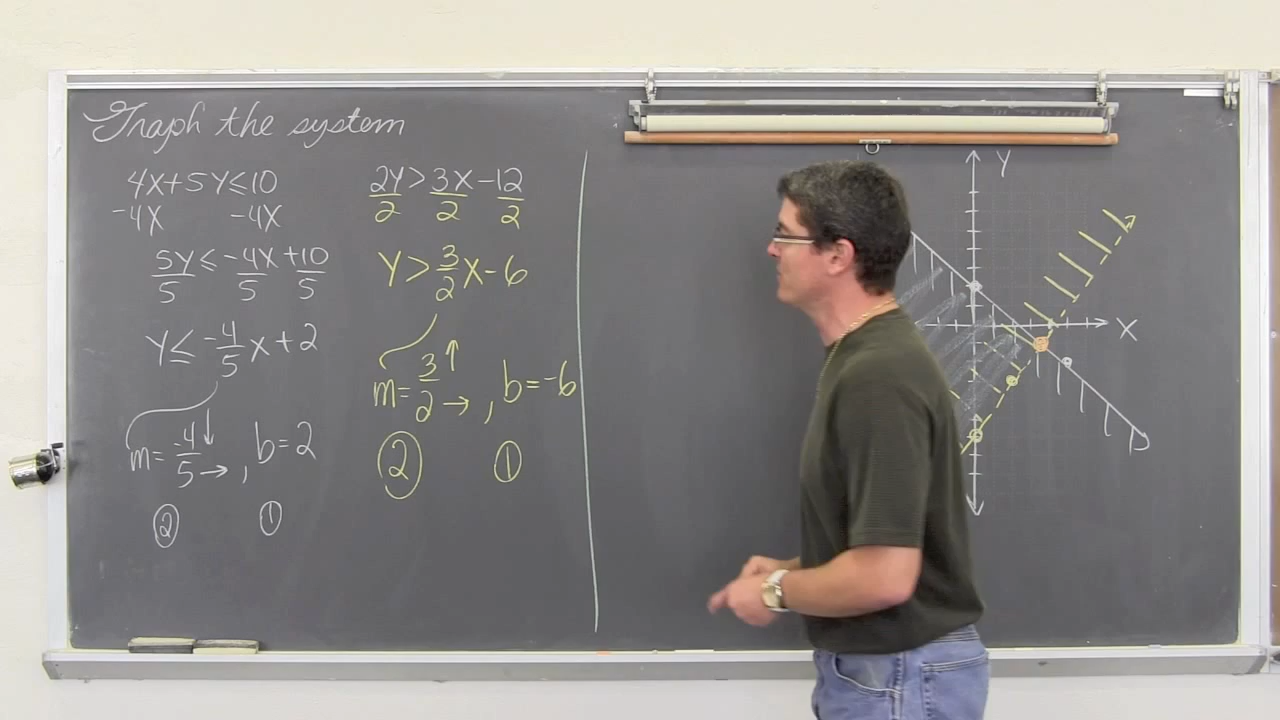 Graph the system
4X+5Y≤10
-4X -4X
5Y ≤ -4X +10
5 5 5
Y ≤ -4/5 X + 2
m = -4↓/5→ , b = 2
② ①
2Y > 3X -12
2 2 2
Y > 3/2 X - 6
m = 3↑/2→ , b = -6
② ①
Y
X